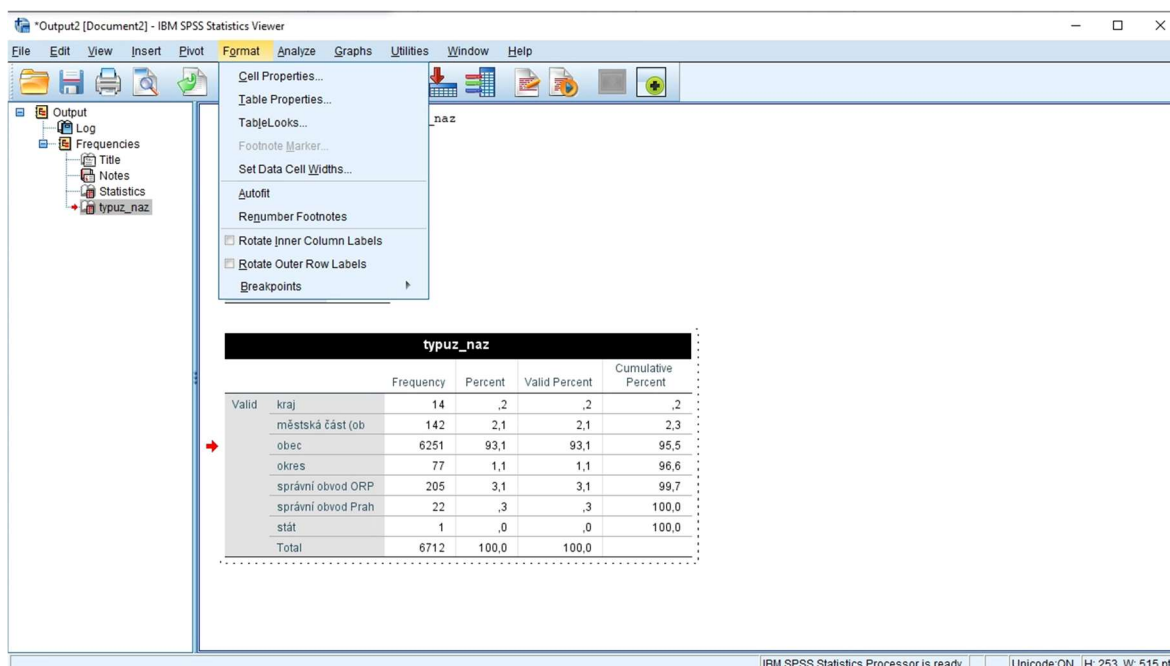 *Output2 [Document2] - IBM SPSS Statistics Viewer
File Edit View Insert Pivot Format Analyze Graphs Utilities Window Help
Cell Properties...
Table Properties...
TableLooks...
Footnote Marker...
Set Data Cell Widths...
Autofit
Renumber Footnotes
Rotate Inner Column Labels
Rotate Outer Row Labels
Breakpoints
Output
Log
Frequencies
Title
Notes
Statistics
typuz_naz
_naz
typuz_naz
Frequency Percent Valid Percent Cumulative Percent
Valid kraj 14 ,2 ,2 ,2
městská část (ob 142 2,1 2,1 2,3
obec 6251 93,1 93,1 95,5
okres 77 1,1 1,1 96,6
správní obvod ORP 205 3,1 3,1 99,7
správní obvod Prah 22 ,3 ,3 100,0
stát 1 ,0 ,0 100,0
Total 6712 100,0 100,0
IBM SPSS Statistics Processor is ready Unicode:ON H: 253, W: 515 pt